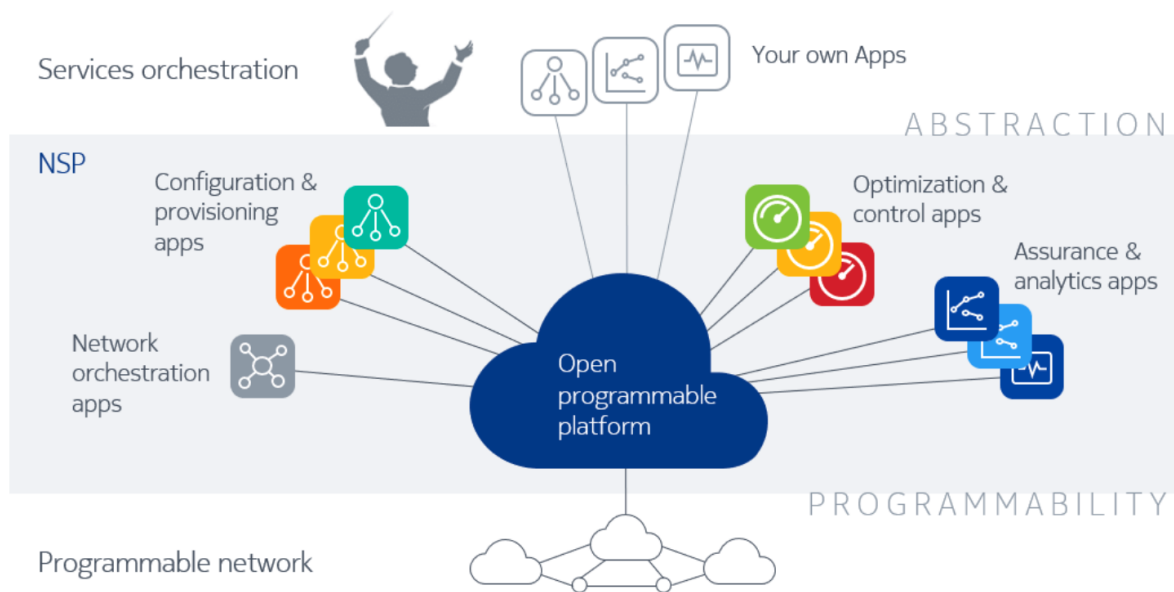 Services orchestration
Your own Apps
ABSTRACTION
NSP
Configuration &
provisioning
apps
Optimization &
control apps
Assurance &
analytics apps
Network
orchestration
apps
Open
programmable
platform
PROGRAMMABILITY
Programmable network